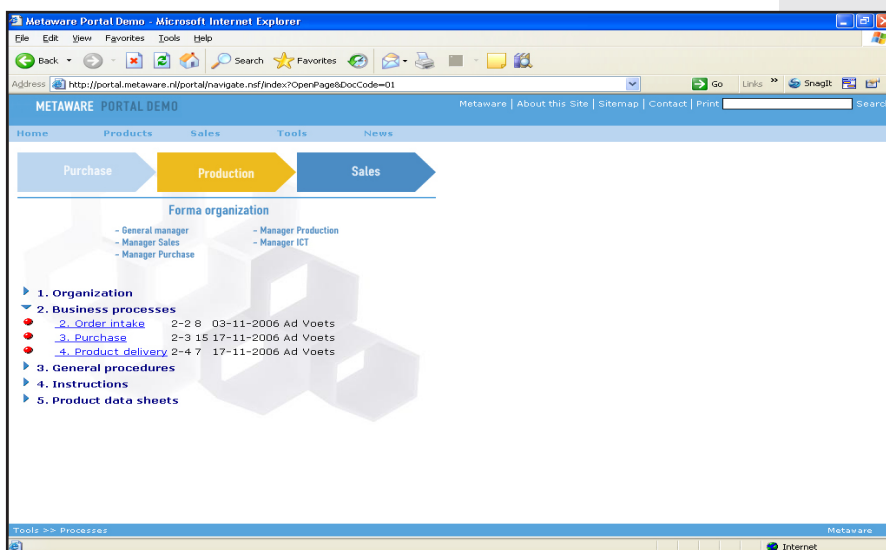 Metaware Portal Demo - Microsoft Internet Explorer
File Edit View Favorites Tools Help
Back Search Favorites
Address http://portal.metaware.nl/portal/navigate.nsf/index?OpenPage&DocCode=01 Go Links » SnagIt
METAWARE PORTAL DEMO Metaware | About this Site | Sitemap | Contact | Print Search
Home Products Sales Tools News
Purchase Production Sales
Forma organization
– General manager – Manager Production
– Manager Sales – Manager ICT
– Manager Purchase
1. Organization
2. Business processes
2. Order intake 2-2 8 03-11-2006 Ad Voets
3. Purchase 2-3 15 17-11-2006 Ad Voets
4. Product delivery 2-4 7 17-11-2006 Ad Voets
3. General procedures
4. Instructions
5. Product data sheets
Tools >> Processes Metaware
Internet